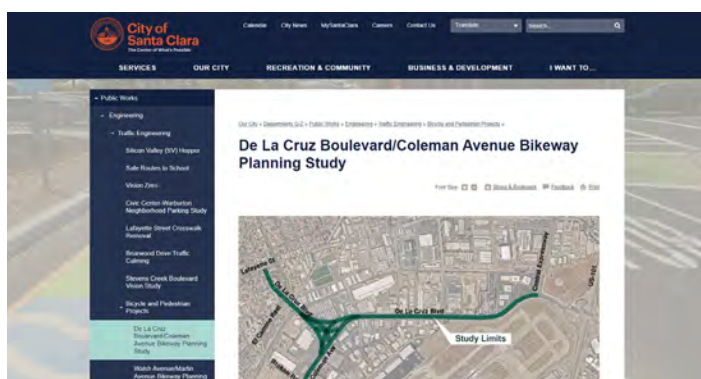 City of
Santa Clara
The Center of What's Possible
Calendar City News MySantaClara Careers Contact Us Translate Search...
SERVICES OUR CITY RECREATION & COMMUNITY BUSINESS & DEVELOPMENT I WANT TO...
Public Works
Engineering
Traffic Engineering
Silicon Valley (SV) Hopper
Safe Routes to School
Vision Zero
Civic Center-Warburton
Neighborhood Parking Study
Lafayette Street Crosswalk
Removal
Briarwood Drive Traffic
Calming
Stevens Creek Boulevard
Vision Study
Bicycle and Pedestrian
Projects
De La Cruz
Boulevard/Coleman
Avenue Bikeway Planning
Study
Walsh Avenue/Martin
Avenue Bikeway Planning
Our City » Departments G-Z » Public Works » Engineering » Traffic Engineering » Bicycle and Pedestrian Projects »
De La Cruz Boulevard/Coleman Avenue Bikeway
Planning Study
Font Size: Share & Bookmark Feedback Print
Lafayette St
De La Cruz Blvd
El Camino Real
Coleman Ave
De La Cruz Blvd
Central Expressway
US-101
Study Limits